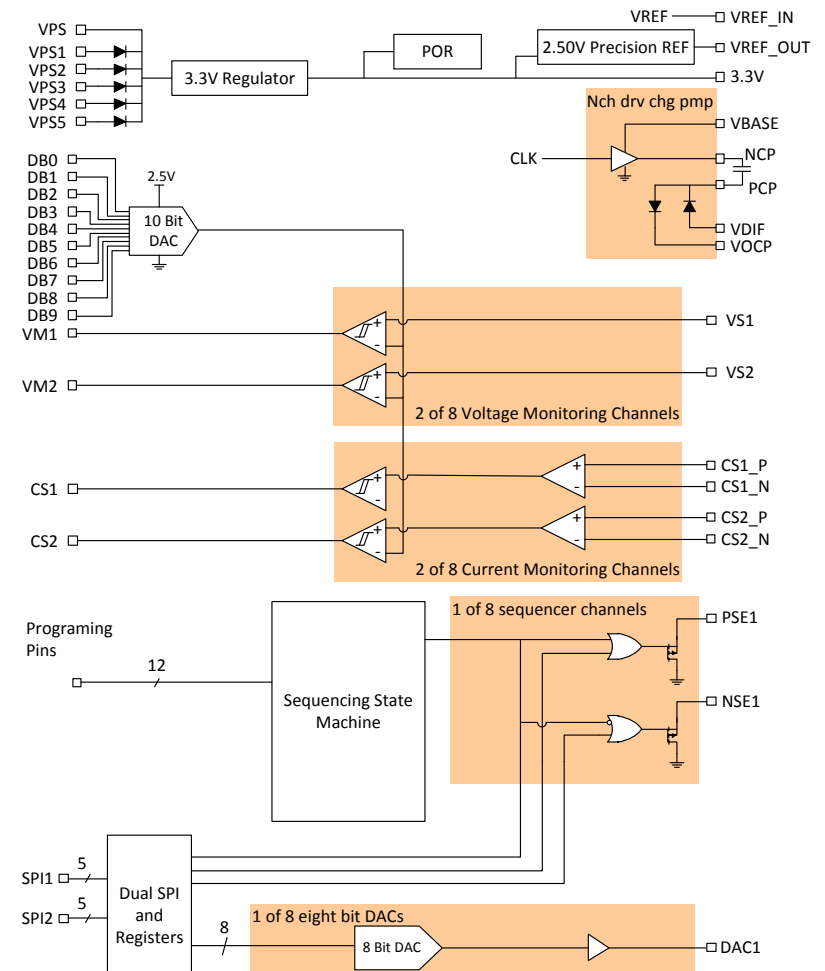 VPS
VPS1
VPS2
VPS3
VPS4
VPS5
3.3V Regulator
POR
VREF
VREF_IN
2.50V Precision REF
VREF_OUT
3.3V
Nch drv chg pmp
VBASE
CLK
NCP
PCP
VDIF
VOCP
DB0
DB1
DB2
DB3
DB4
DB5
DB6
DB7
DB8
DB9
2.5V
10 Bit
DAC
VM1
+
-
VS1
VM2
+
-
VS2
2 of 8 Voltage Monitoring Channels
CS1
+
-
+
-
CS1_P
CS1_N
CS2
+
-
+
-
CS2_P
CS2_N
2 of 8 Current Monitoring Channels
Programing
Pins
12
Sequencing State
Machine
1 of 8 sequencer channels
PSE1
NSE1
SPI1
5
SPI2
5
Dual SPI
and
Registers
8
1 of 8 eight bit DACs
8 Bit DAC
DAC1